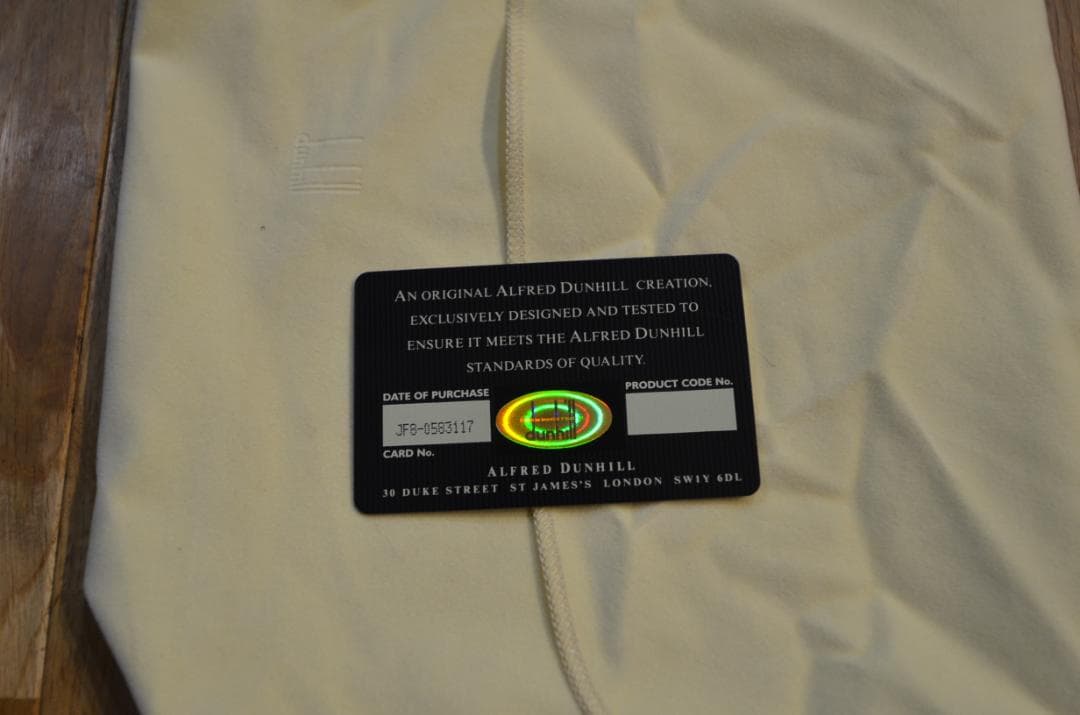 dunhill
AN ORIGINAL ALFRED DUNHILL CREATION,
EXCLUSIVELY DESIGNED AND TESTED TO
ENSURE IT MEETS THE ALFRED DUNHILL
STANDARDS OF QUALITY.
DATE OF PURCHASE
PRODUCT CODE No.
JF8-0583117
dunhill
CARD No.
ALFRED DUNHILL
30 DUKE STREET ST JAMES'S LONDON SW1Y 6DL